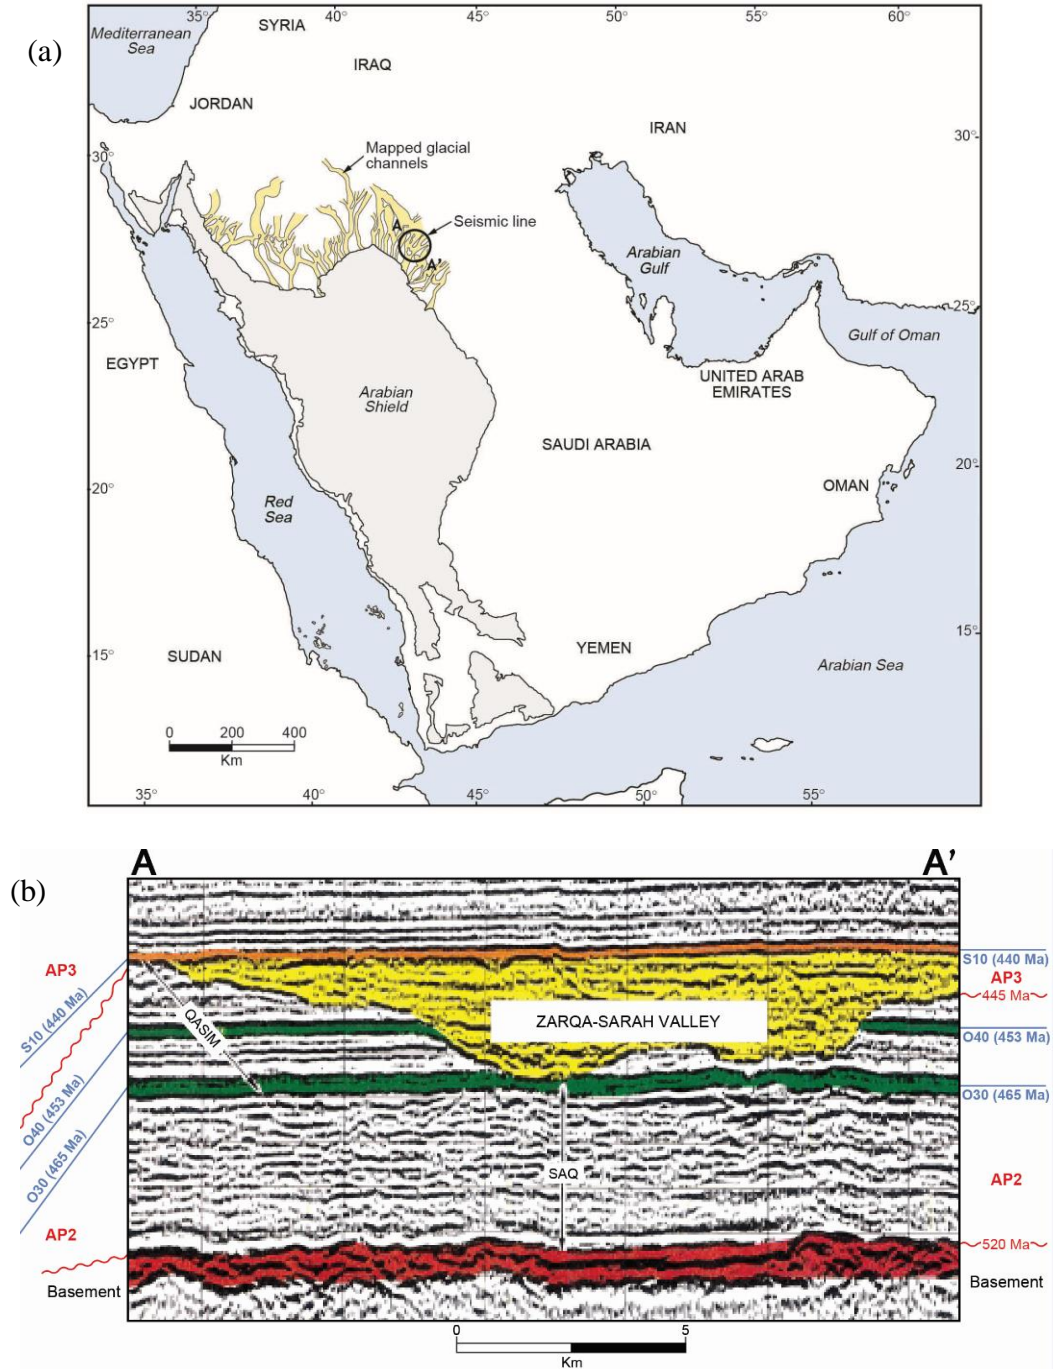 (a)
35°
40°
45°
50°
55°
60°
Mediterranean
Sea
SYRIA
IRAQ
JORDAN
IRAN
30°
30°
Mapped glacial
channels
A
Seismic line
A'
Arabian
Gulf
25°
25°
Gulf of Oman
EGYPT
UNITED ARAB
EMIRATES
Arabian
Shield
SAUDI ARABIA
20°
20°
OMAN
Red
Sea
15°
15°
SUDAN
YEMEN
Arabian Sea
0 200 400
Km
35°
40°
45°
50°
55°
(b)
A
A'
AP3
S10 (440 Ma)
O40 (453 Ma)
O30 (465 Ma)
AP2
Basement
QASIM
ZARQA-SARAH VALLEY
SAQ
S10 (440 Ma)
AP3
445 Ma
O40 (453 Ma)
O30 (465 Ma)
AP2
520 Ma
Basement
0 5
Km